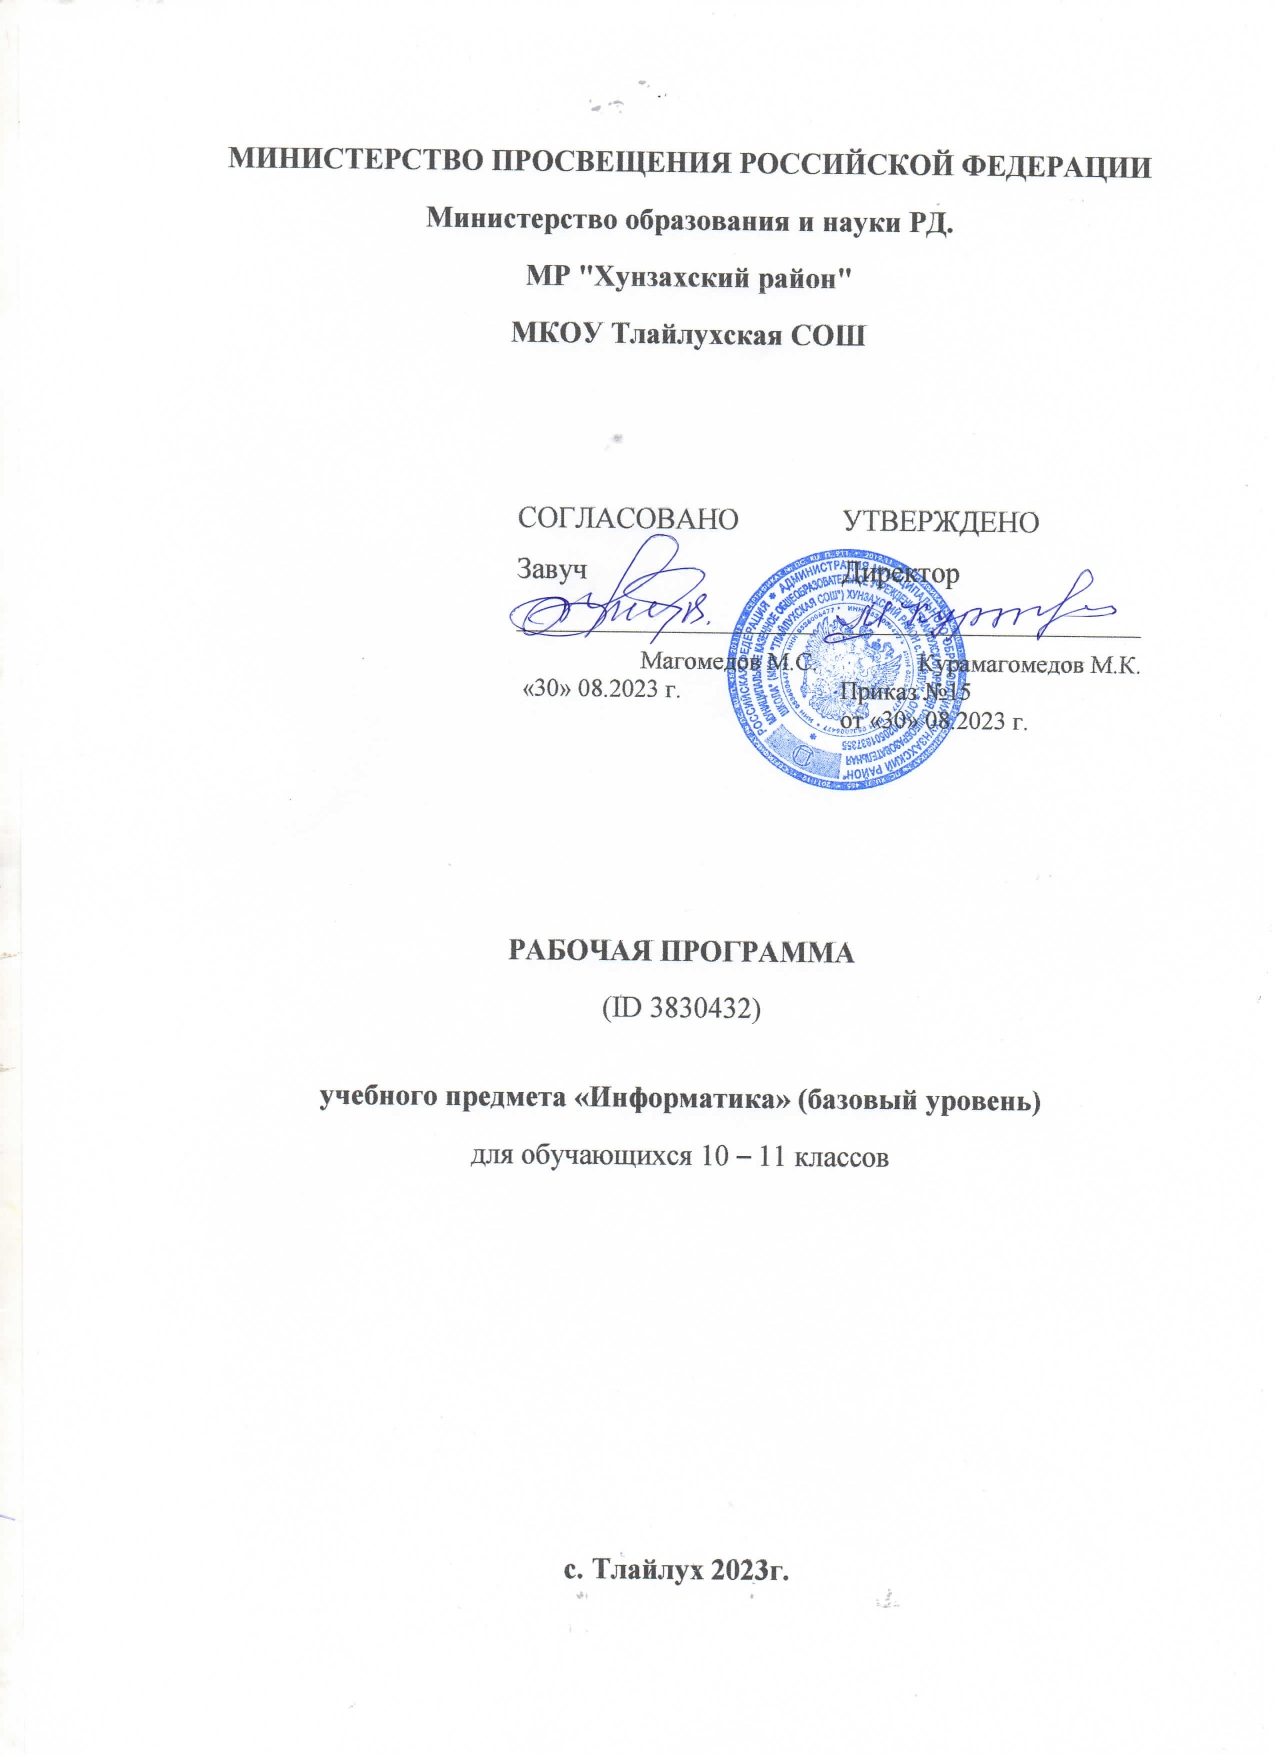 МИНИСТЕРСТВО ПРОСВЕЩЕНИЯ РОССИЙСКОЙ ФЕДЕРАЦИИ
Министерство образования и науки РД.
МР "Хунзахский район"
МКОУ Тлайлухская СОШ
СОГЛАСОВАНО
Завуч
Магомедов М.С.
«30» 08.2023 г.
УТВЕРЖДЕНО
Директор
Курамагомедов М.К.
Приказ №15
от «30» 08.2023 г.
РАБОЧАЯ ПРОГРАММА
(ID 3830432)
учебного предмета «Информатика» (базовый уровень)
для обучающихся 10 – 11 классов
с. Тлайлух 2023г.